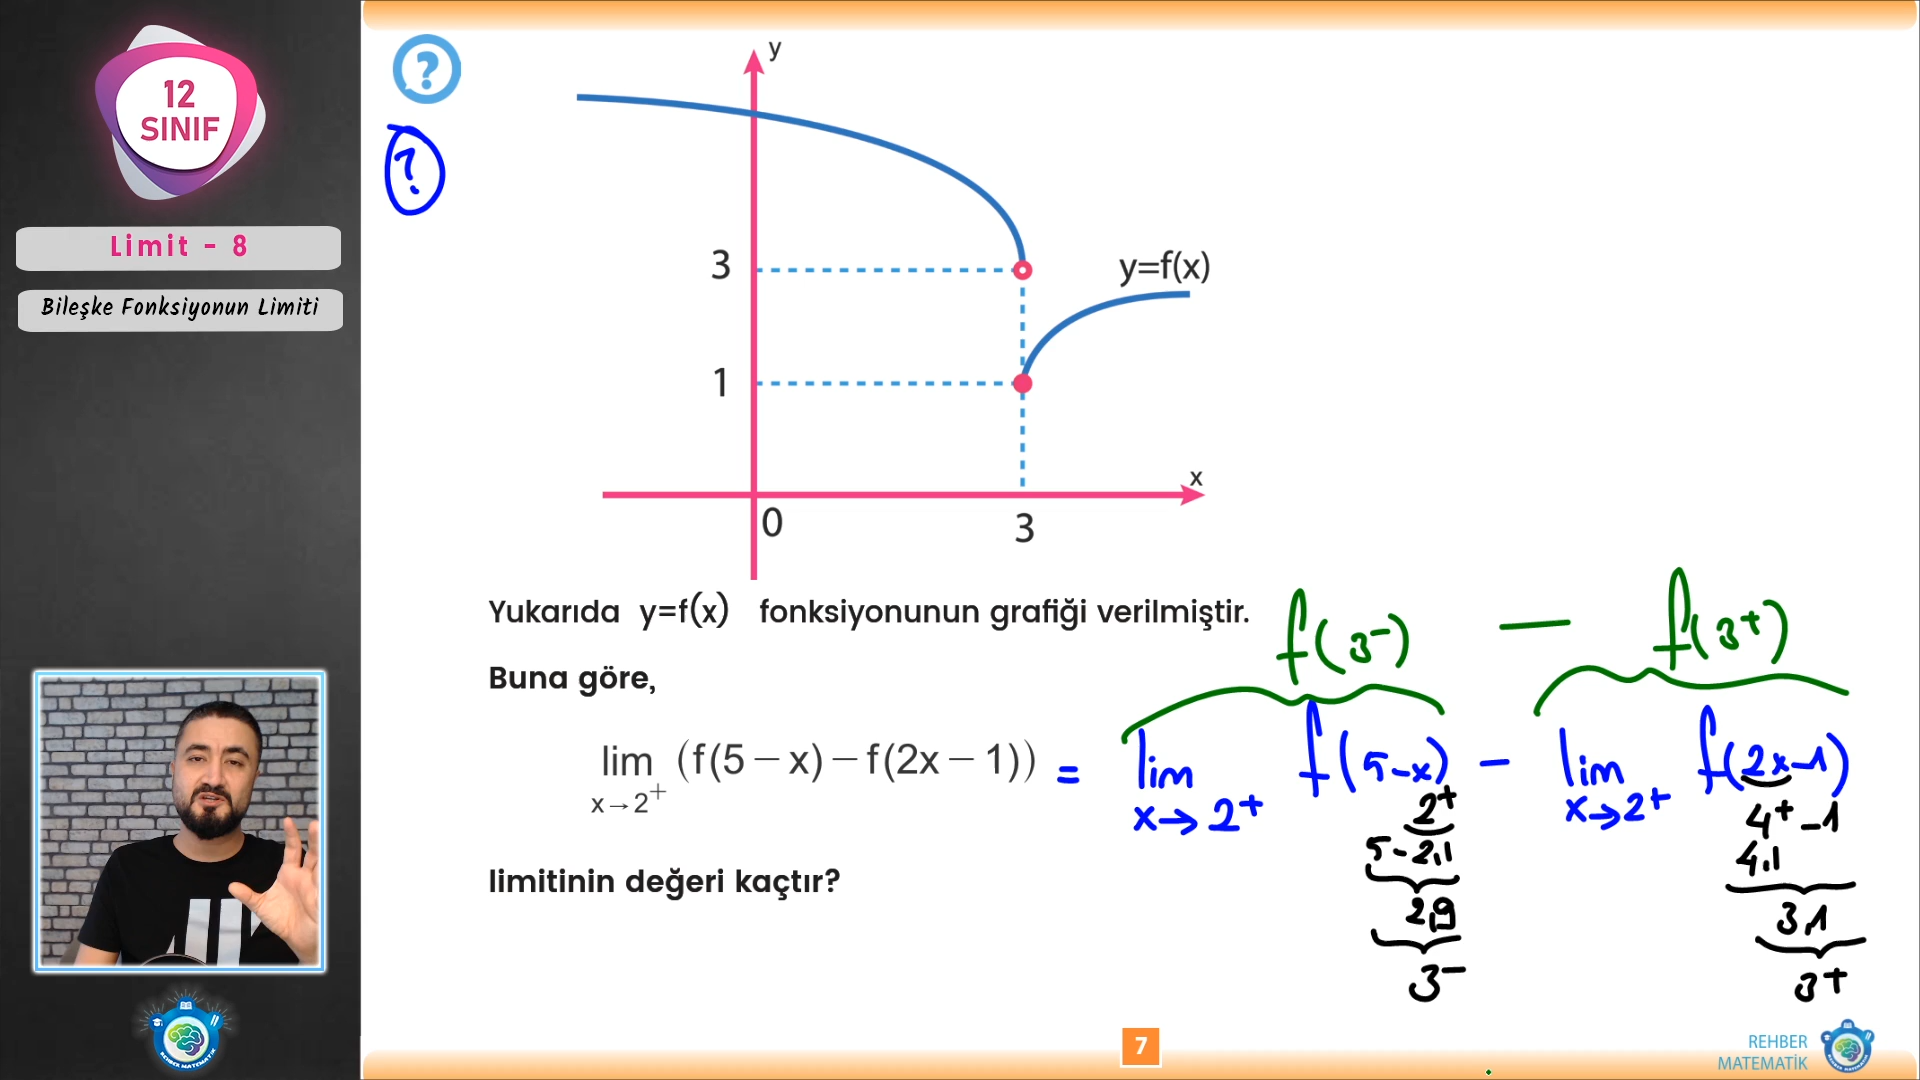 12
SINIF
Limit - 8
Bileşke Fonksiyonun Limiti
?
?
y
3
y=f(x)
1
x
0
3
Yukarıda y=f(x) fonksiyonunun grafiği verilmiştir.
f(3⁻) — f(3⁺)
Buna göre,
lim (f(5 − x) − f(2x − 1)) = lim f(5-x) - lim f(2x-1)
x→2⁺ x→2⁺ x→2⁺
2⁺ 4⁺-1
5-2,1 4,1
limitinin değeri kaçtır?
2,9 3,1
3⁻ 3⁺
7
REHBER
MATEMATİK
REHBER MATEMATİK